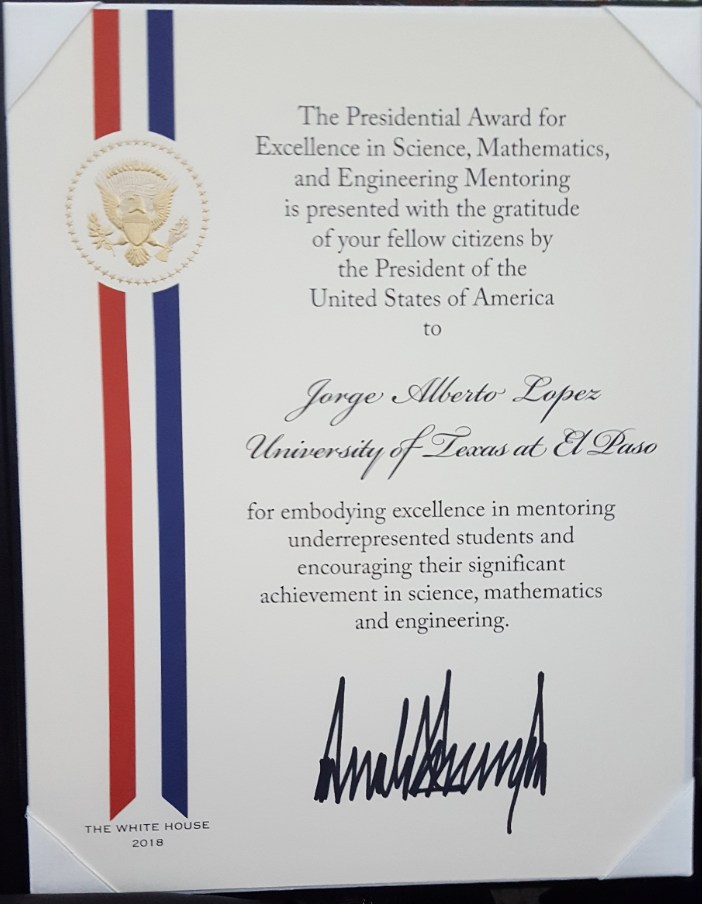 The Presidential Award for
Excellence in Science, Mathematics,
and Engineering Mentoring
is presented with the gratitude
of your fellow citizens by
the President of the
United States of America
to
Jorge Alberto Lopez
University of Texas at El Paso
for embodying excellence in mentoring
underrepresented students and
encouraging their significant
achievement in science, mathematics
and engineering.
THE WHITE HOUSE
2018